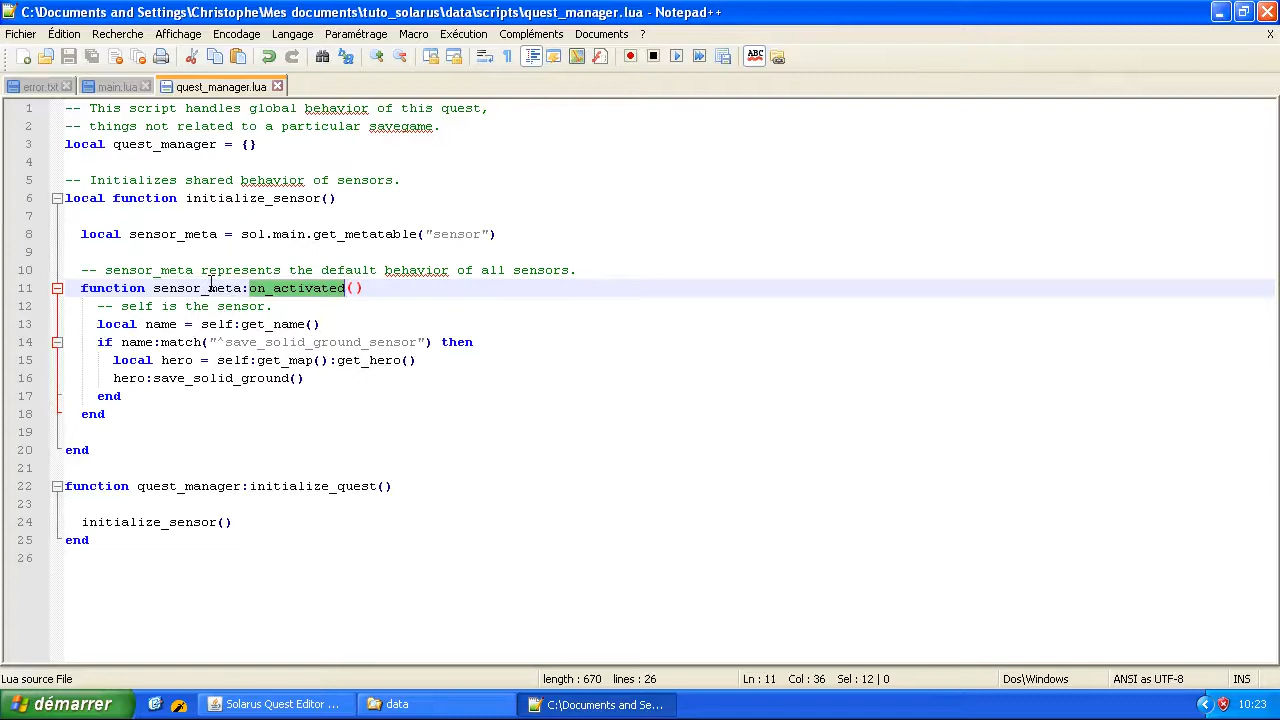 C:\Documents and Settings\Christophe\Mes documents\tuto_solarus\data\scripts\quest_manager.lua - Notepad++
Fichier Édition Recherche Affichage Encodage Langage Paramétrage Macro Exécution Compléments Documents ? X
ABC
error.txt main.lua quest_manager.lua
1 -- This script handles global behavior of this quest,
2 -- things not related to a particular savegame.
3 local quest_manager = {}
4
5 -- Initializes shared behavior of sensors.
6 local function initialize_sensor()
7
8 local sensor_meta = sol.main.get_metatable("sensor")
9
10 -- sensor_meta represents the default behavior of all sensors.
11 function sensor_meta:on_activated()
12 -- self is the sensor.
13 local name = self:get_name()
14 if name:match("^save_solid_ground_sensor") then
15 local hero = self:get_map():get_hero()
16 hero:save_solid_ground()
17 end
18 end
19
20 end
21
22 function quest_manager:initialize_quest()
23
24 initialize_sensor()
25 end
26
Lua source File length : 670 lines : 26 Ln : 11 Col : 36 Sel : 12 | 0 Dos\Windows ANSI as UTF-8 INS
démarrer Solarus Quest Editor ... data C:\Documents and Se... 10:23